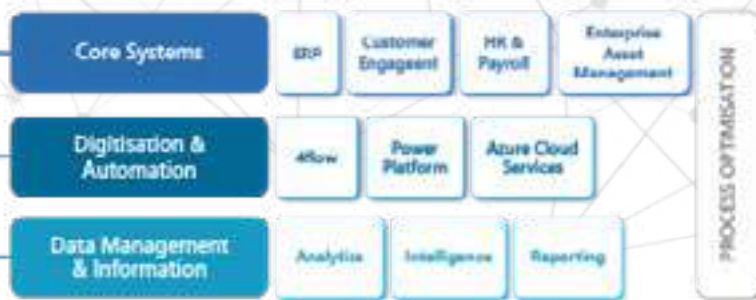 Core Systems
ERP
Customer
Engageent
HR &
Payroll
Enterprise
Asset
Management
Digitisation &
Automation
4flow
Power
Platform
Azure Cloud
Services
Data Management
& Information
Analytics
Intelligence
Reporting
PROCESS OPTIMISATION